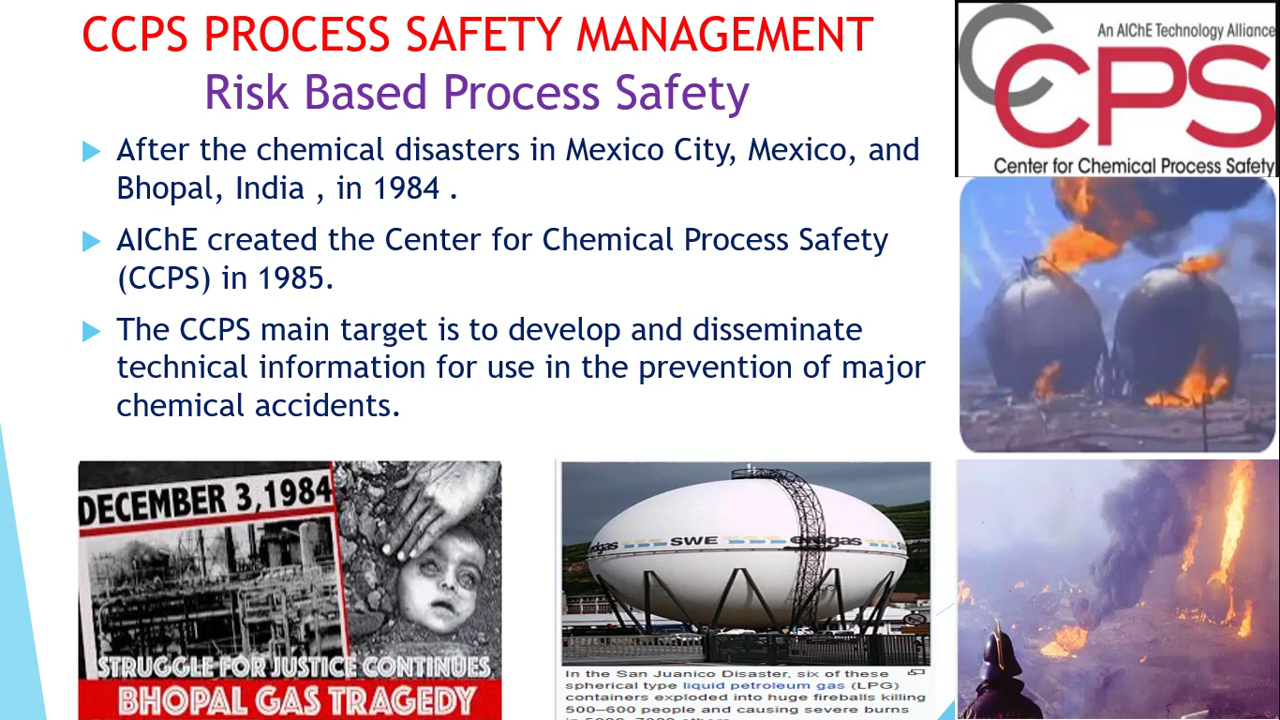 CCPS PROCESS SAFETY MANAGEMENT
Risk Based Process Safety
After the chemical disasters in Mexico City, Mexico, and
Bhopal, India , in 1984 .
AIChE created the Center for Chemical Process Safety
(CCPS) in 1985.
The CCPS main target is to develop and disseminate
technical information for use in the prevention of major
chemical accidents.
An AIChE Technology Alliance
CCPS
Center for Chemical Process Safety
DECEMBER 3,1984
STRUGGLE FOR JUSTICE CONTINUES
BHOPAL GAS TRAGEDY
SWE
erdgas
In the San Juanico Disaster, six of these
spherical type liquid petroleum gas (LPG)
containers exploded into huge fireballs killing
500–600 people and causing severe burns